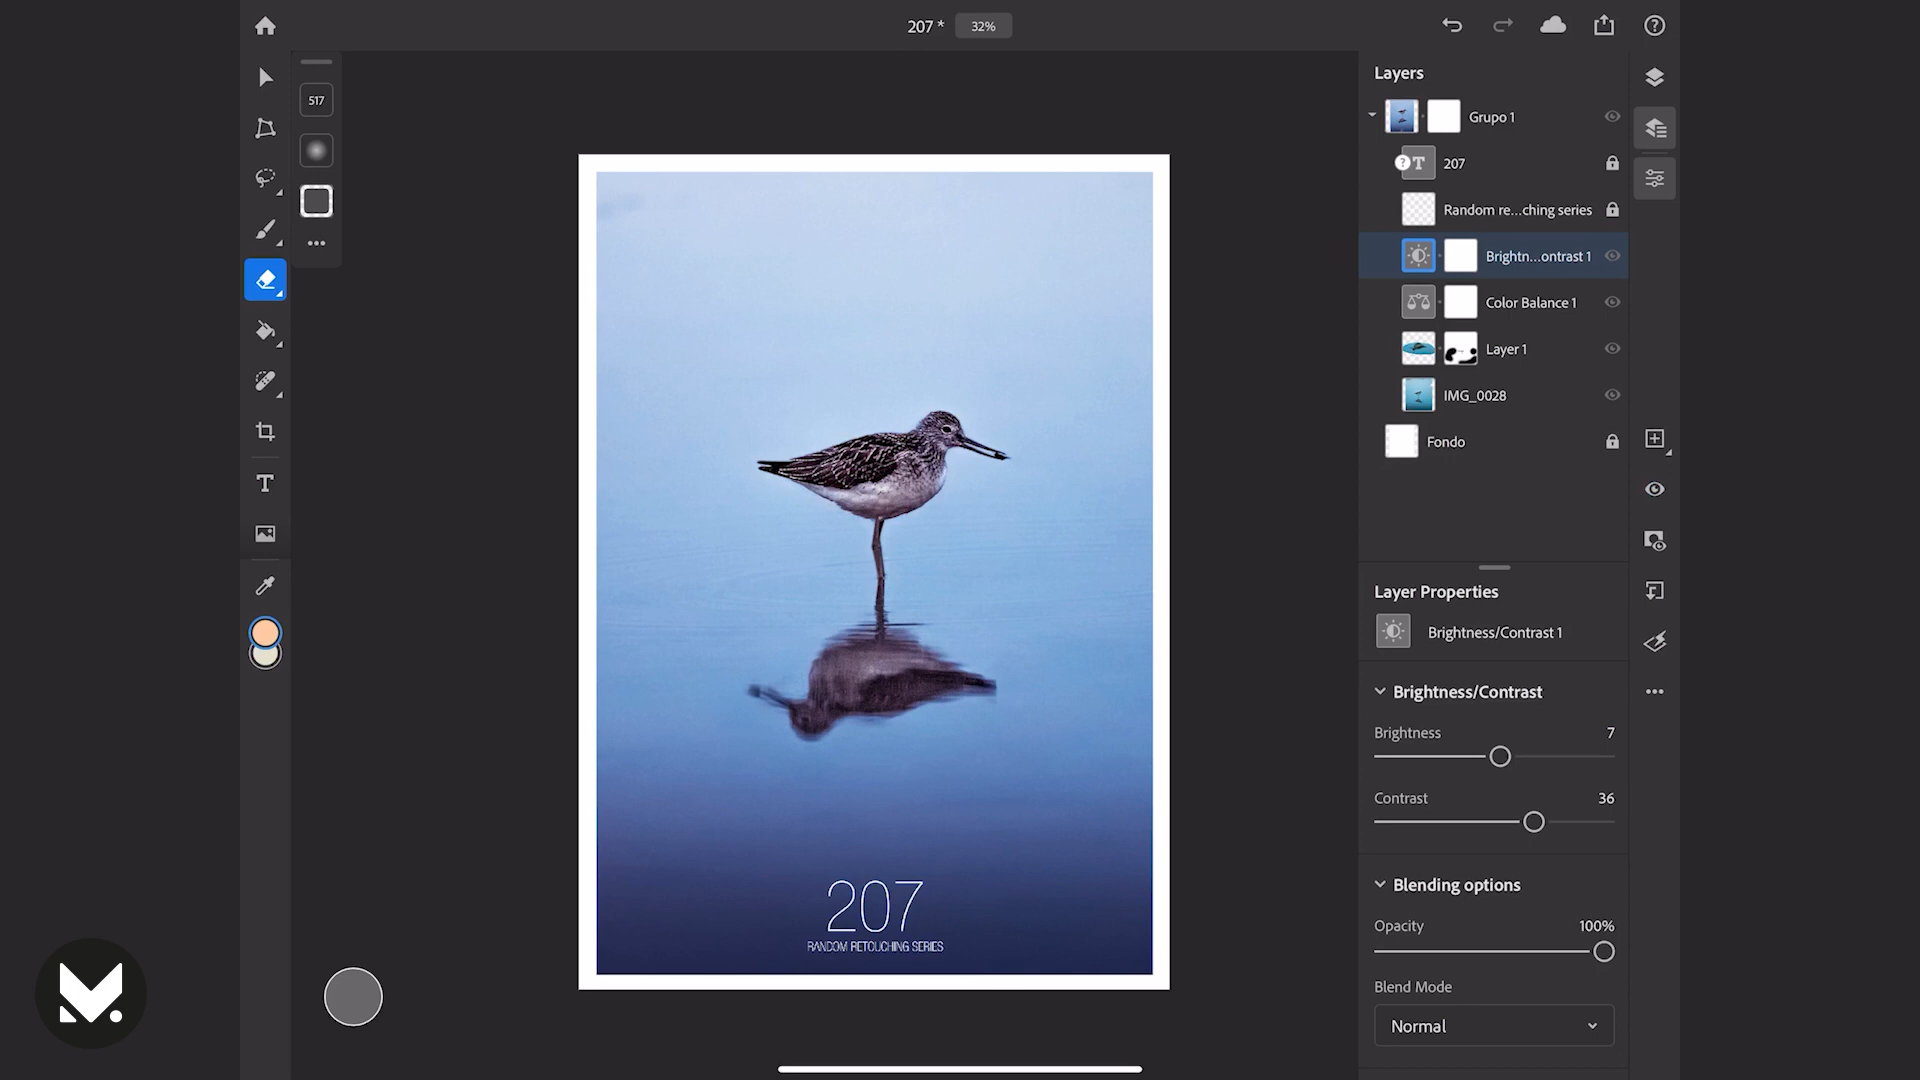 207 *
32%
517
Layers
Grupo 1
T
207
Random re...ching series
Brightn...ontrast 1
Color Balance 1
Layer 1
IMG_0028
Fondo
Layer Properties
Brightness/Contrast 1
Brightness/Contrast
Brightness 7
Contrast 36
Blending options
Opacity 100%
Blend Mode
Normal
207
RANDOM RETOUCHING SERIES